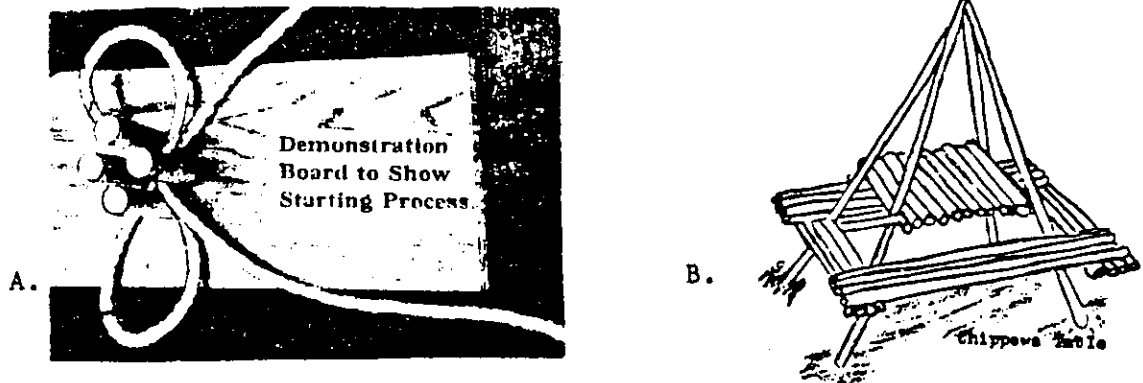 Demonstration
Board to Show
Starting Process
A.
B.
Chippewa Table